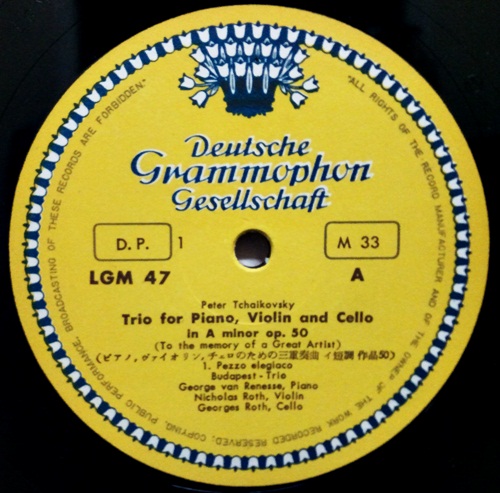 Deutsche
Grammophon
Gesellschaft
D. P.
1
M 33
LGM 47
A
Peter Tchaikovsky
Trio for Piano, Violin and Cello
in A minor op. 50
(To the memory of a Great Artist)
(ピアノ, ヴァイオリン, チェロのための三重奏曲 イ短調 作品50)
1. Pezzo elegiaco
Budapest - Trio
George van Renesse, Piano
Nicholas Roth, Violin
Georges Roth, Cello
"ALL RIGHTS OF THE RECORD MANUFACTURER AND OF THE OWNER OF THE WORK RECORDED RESERVED, COPYING, PUBLIC PERFORMANCE, BROADCASTING OF THESE RECORDS ARE FORBIDDEN."